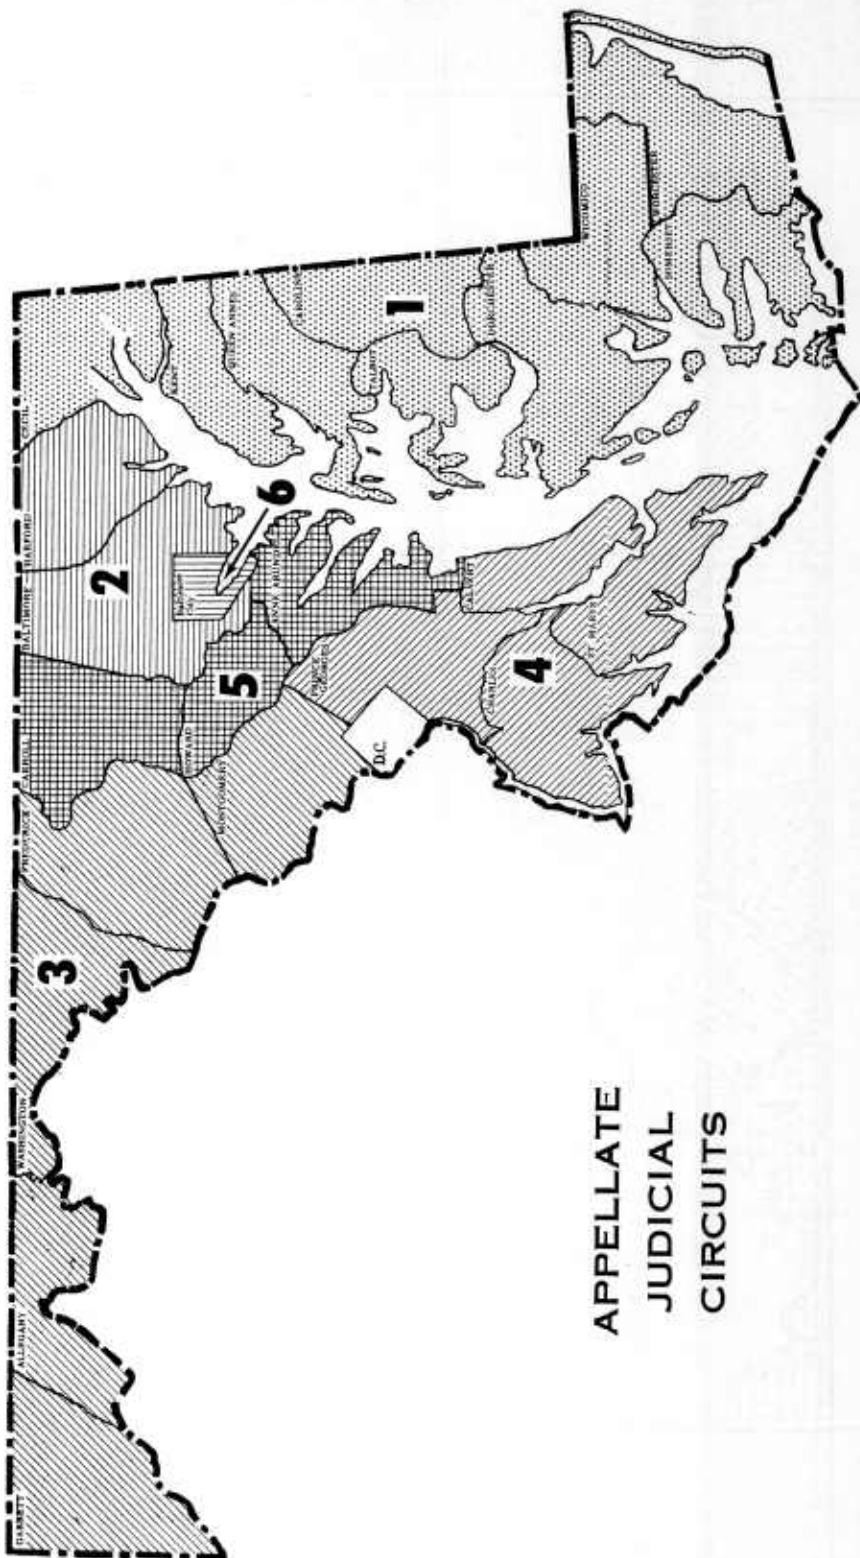 GARRETT
ALLEGANY
WASHINGTON
FREDERICK
CARROLL
BALTIMORE
HARFORD
CECIL
3
2
6
Baltimore City
KENT
HOWARD
5
ANNE ARUNDEL
QUEEN ANNES
MONTGOMERY
PRINCE GEORGES
CAROLINE
D.C.
TALBOT
1
CALVERT
CHARLES
4
DORCHESTER
ST MARYS
WICOMICO
WORCESTER
SOMERSET
APPELLATE
JUDICIAL
CIRCUITS